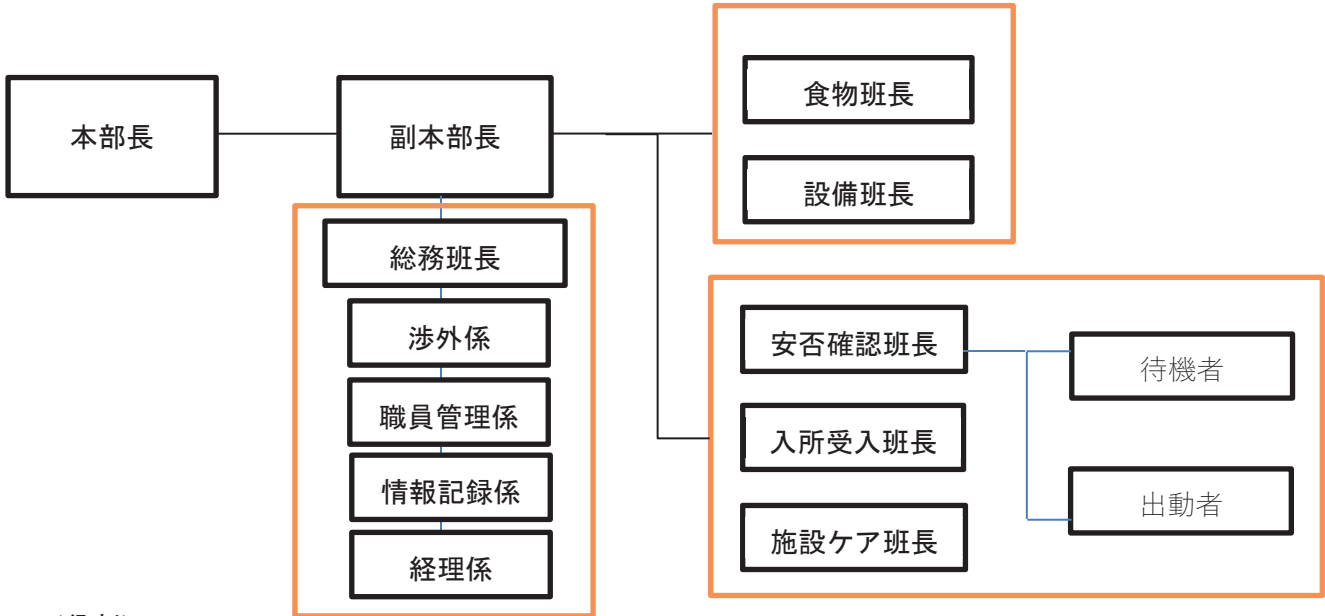 本部長
副本部長
総務班長
渉外係
職員管理係
情報記録係
経理係
食物班長
設備班長
安否確認班長
入所受入班長
施設ケア班長
待機者
出動者